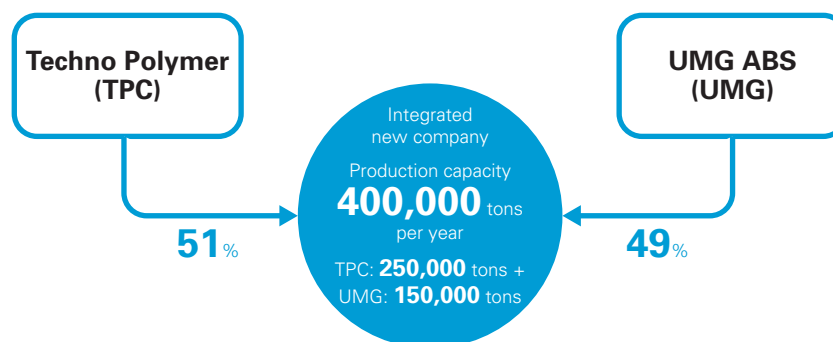 Techno Polymer
(TPC)
UMG ABS
(UMG)
Integrated
new company
Production capacity
400,000 tons
per year
TPC: 250,000 tons +
UMG: 150,000 tons
51%
49%